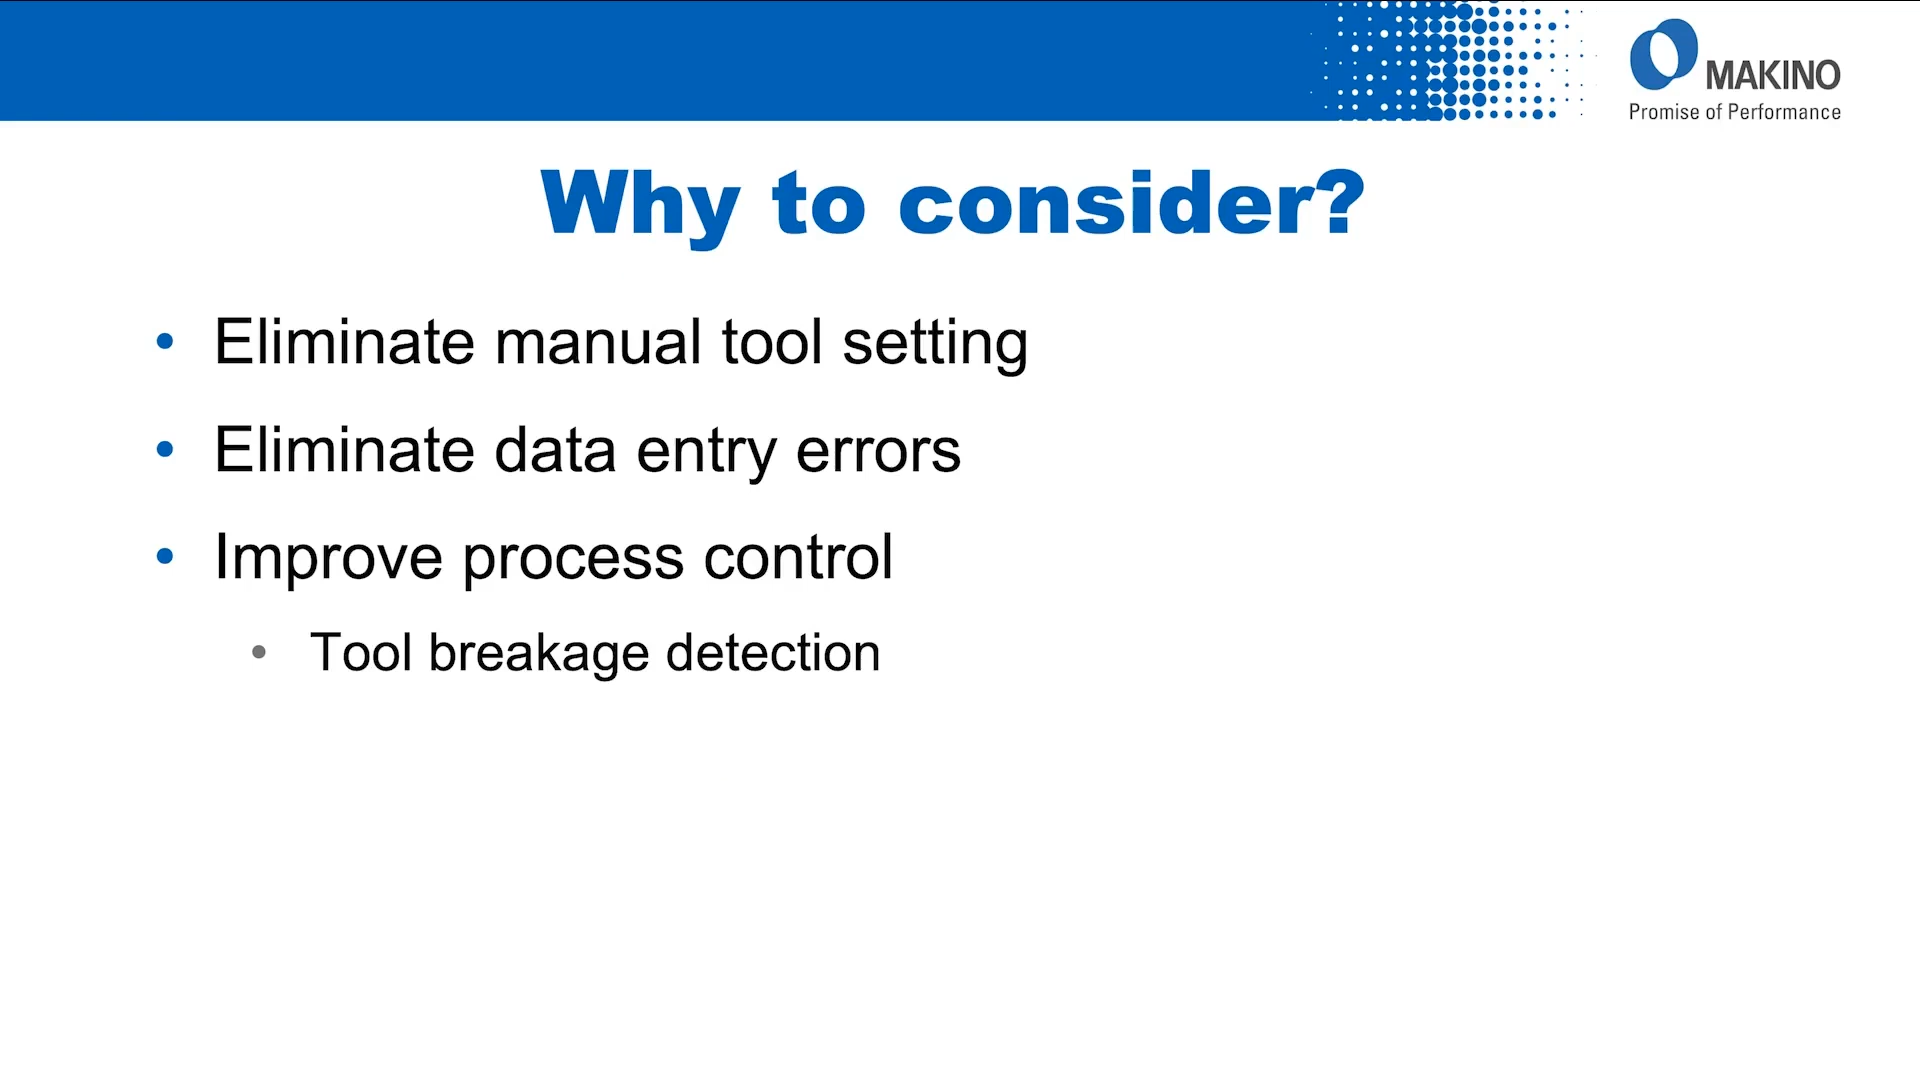 MAKINO
Promise of Performance
Why to consider?
• Eliminate manual tool setting
• Eliminate data entry errors
• Improve process control
• Tool breakage detection